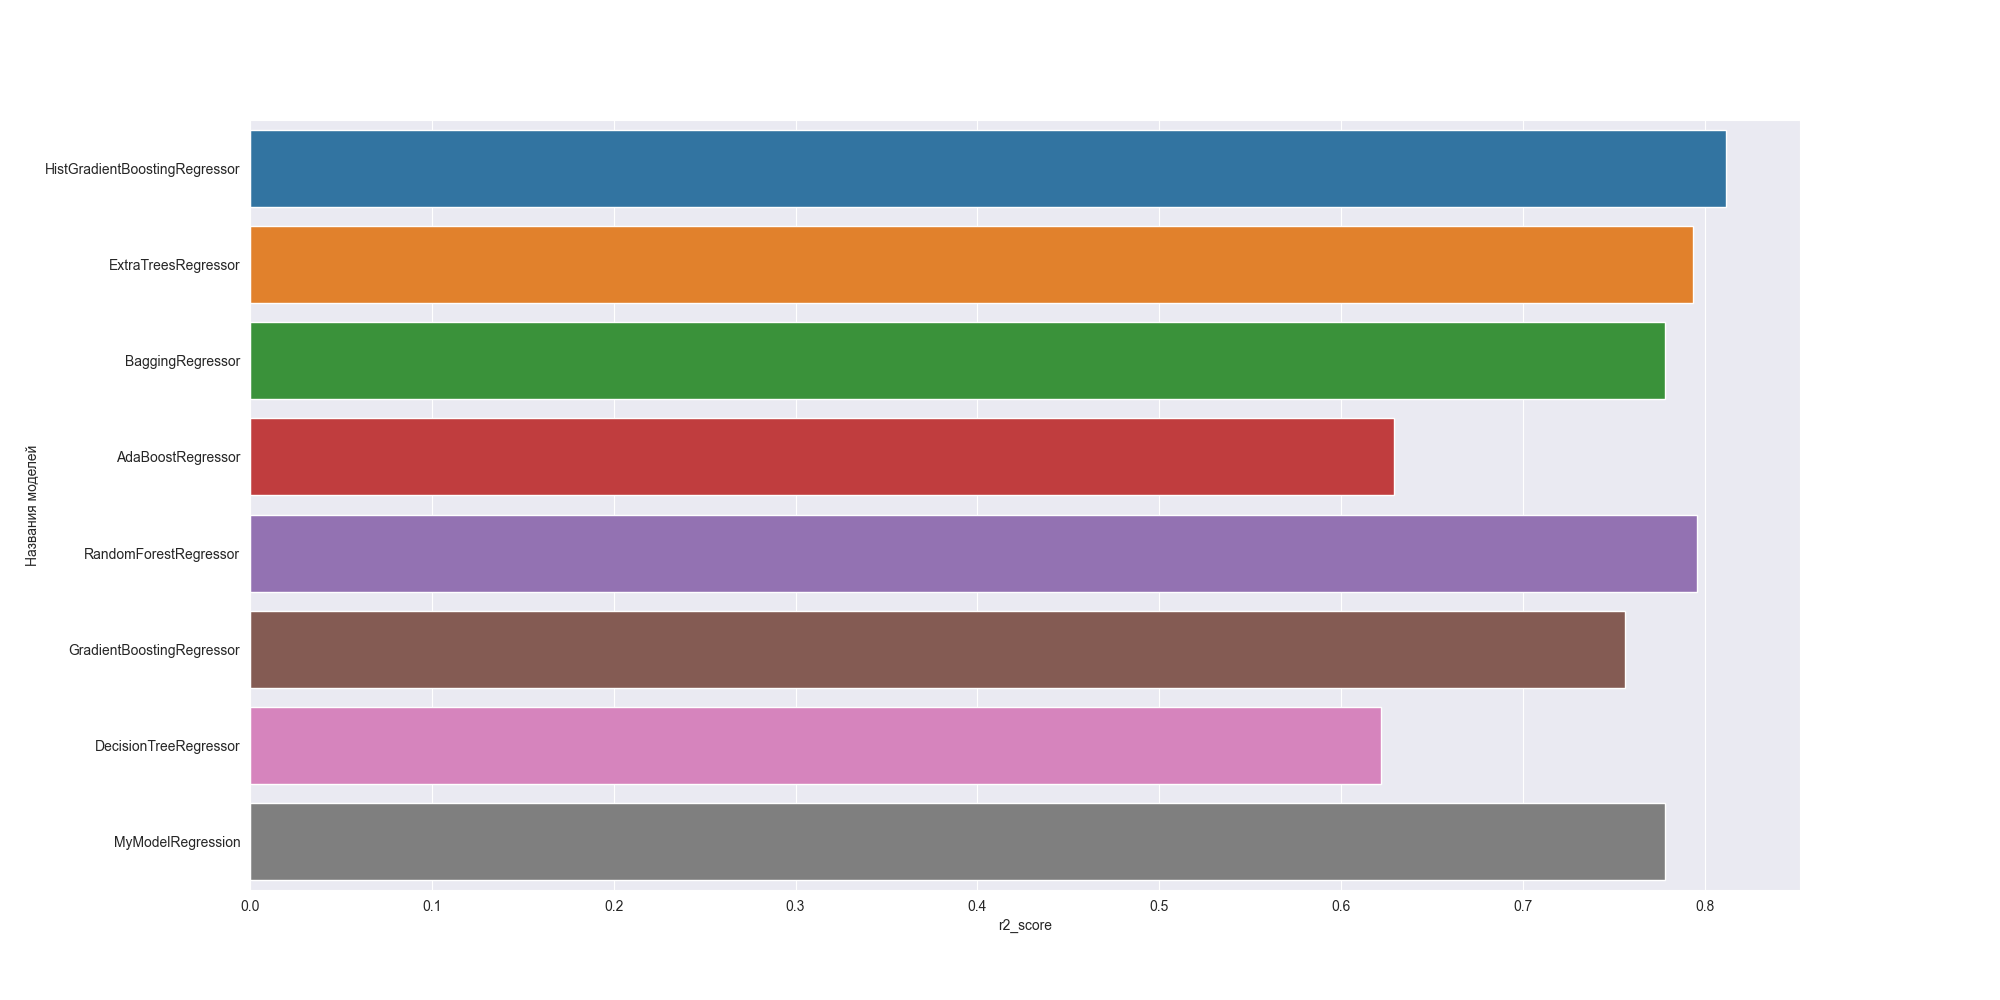 Названия моделей
HistGradientBoostingRegressor
ExtraTreesRegressor
BaggingRegressor
AdaBoostRegressor
RandomForestRegressor
GradientBoostingRegressor
DecisionTreeRegressor
MyModelRegression
0.0 0.1 0.2 0.3 0.4 0.5 0.6 0.7 0.8
r2_score